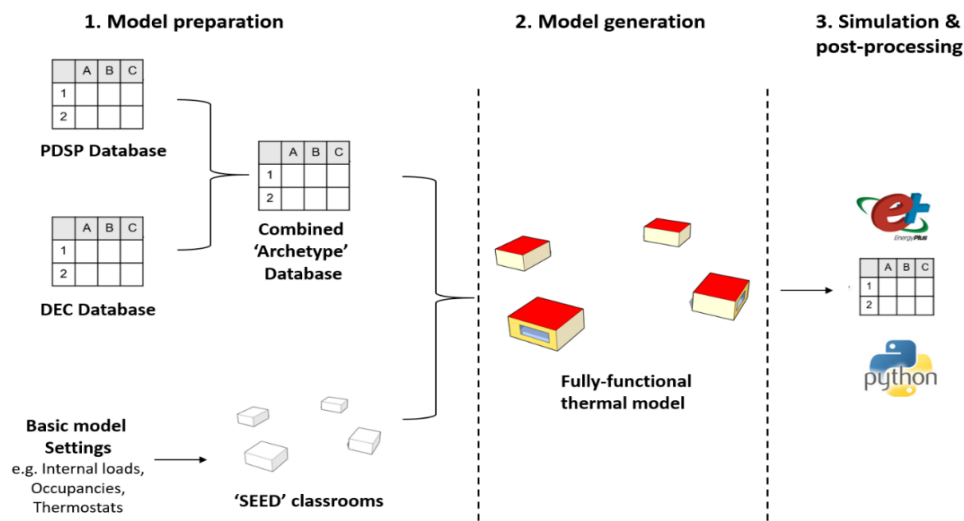 1. Model preparation
2. Model generation
3. Simulation &
post-processing
A B C
1
2
PDSP Database
A B C
1
2
DEC Database
A B C
1
2
Combined
‘Archetype’
Database
Basic model
Settings
e.g. Internal loads,
Occupancies,
Thermostats
‘SEED’ classrooms
Fully-functional
thermal model
e+
EnergyPlus
A B C
1
2
python